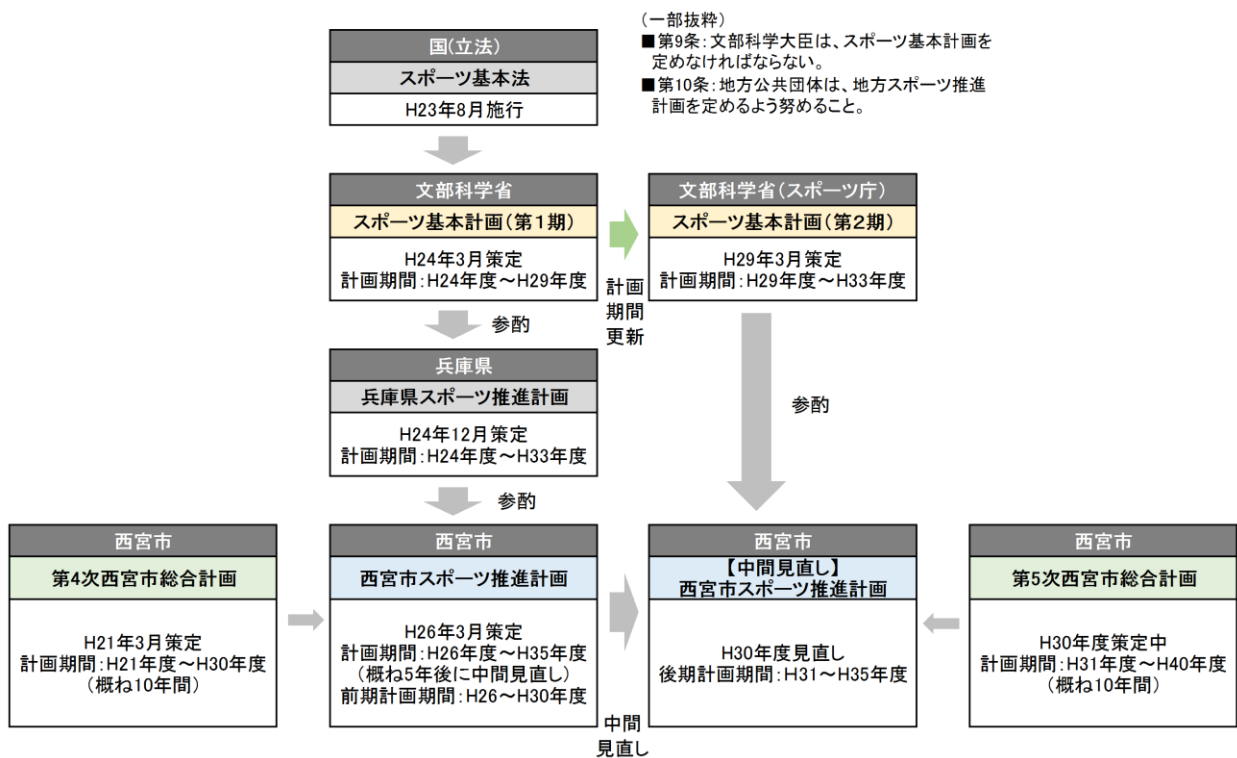 (一部抜粋)
■第9条:文部科学大臣は、スポーツ基本計画を
定めなければならない。
■第10条:地方公共団体は、地方スポーツ推進
計画を定めるよう努めること。
国(立法)
スポーツ基本法
H23年8月施行
文部科学省
スポーツ基本計画(第1期)
H24年3月策定
計画期間:H24年度~H29年度
計画
期間
更新
文部科学省(スポーツ庁)
スポーツ基本計画(第2期)
H29年3月策定
計画期間:H29年度~H33年度
参酌
兵庫県
兵庫県スポーツ推進計画
H24年12月策定
計画期間:H24年度~H33年度
参酌
参酌
西宮市
第4次西宮市総合計画
H21年3月策定
計画期間:H21年度~H30年度
(概ね10年間)
西宮市
西宮市スポーツ推進計画
H26年3月策定
計画期間:H26年度~H35年度
(概ね5年後に中間見直し)
前期計画期間:H26~H30年度
中間
見直し
西宮市
【中間見直し】
西宮市スポーツ推進計画
H30年度見直し
後期計画期間:H31~H35年度
西宮市
第5次西宮市総合計画
H30年度策定中
計画期間:H31年度~H40年度
(概ね10年間)